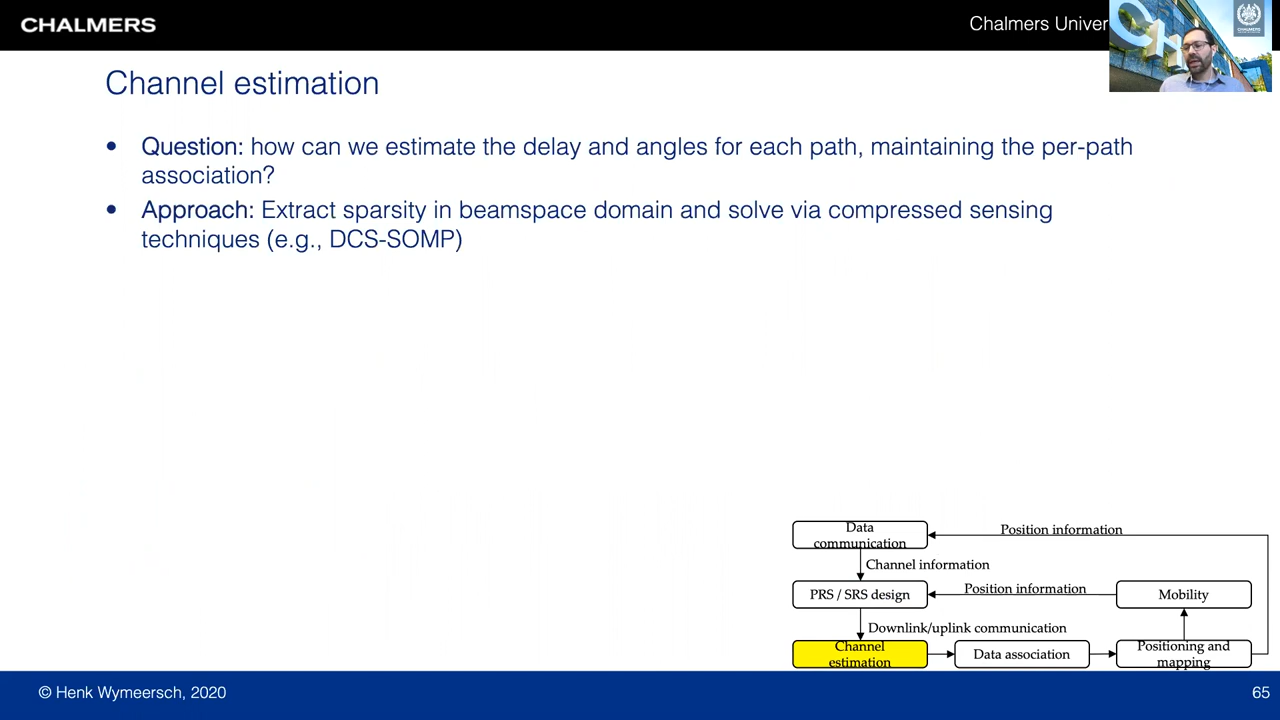 CHALMERS
Chalmers Univer
Channel estimation
• Question: how can we estimate the delay and angles for each path, maintaining the per-path
association?
• Approach: Extract sparsity in beamspace domain and solve via compressed sensing
techniques (e.g., DCS-SOMP)
Data
communication
Position information
Channel information
PRS / SRS design
Position information
Mobility
Downlink/uplink communication
Channel
estimation
Data association
Positioning and
mapping
© Henk Wymeersch, 2020
65